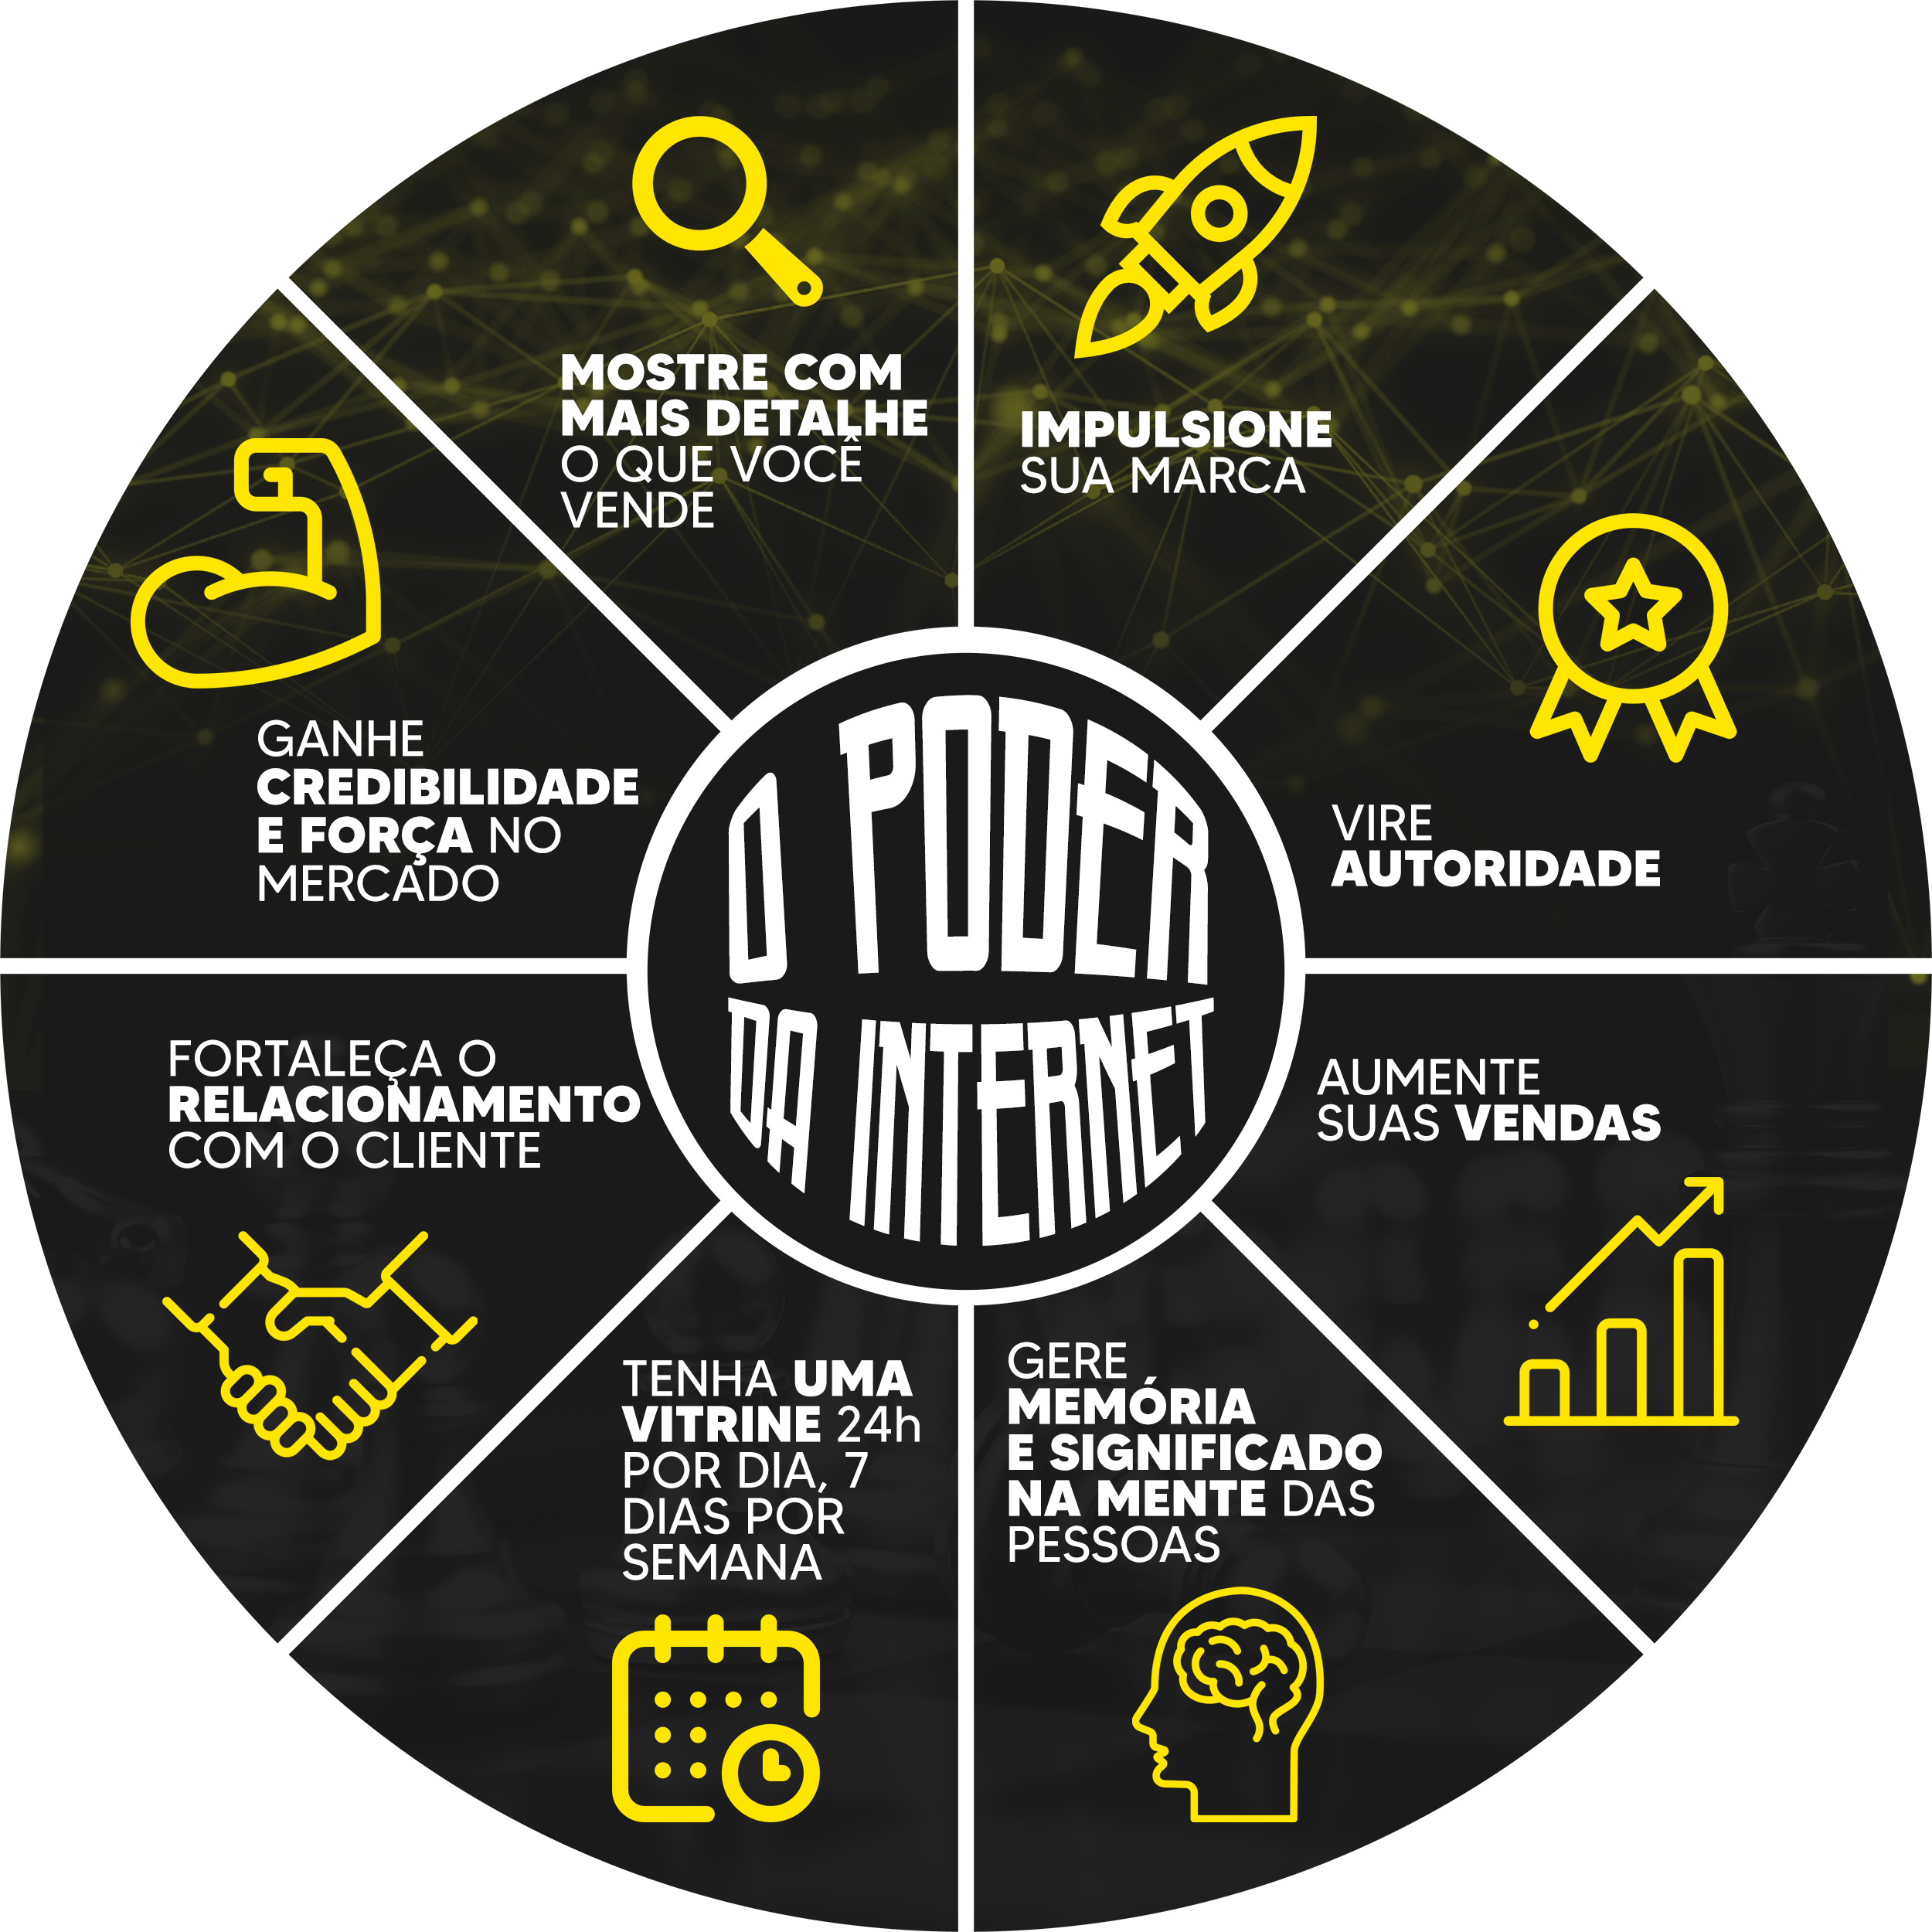 MOSTRE COM
MAIS DETALHE
O QUE VOCÊ
VENDE
IMPULSIONE
SUA MARCA
VIRE
AUTORIDADE
AUMENTE
SUAS VENDAS
GERE
MEMÓRIA
E SIGNIFICADO
NA MENTE DAS
PESSOAS
TENHA UMA
VITRINE 24h
POR DIA, 7
DIAS POR
SEMANA
FORTALEÇA O
RELACIONAMENTO
COM O CLIENTE
GANHE
CREDIBILIDADE
E FORÇA NO
MERCADO
O PODER
DA INTERNET